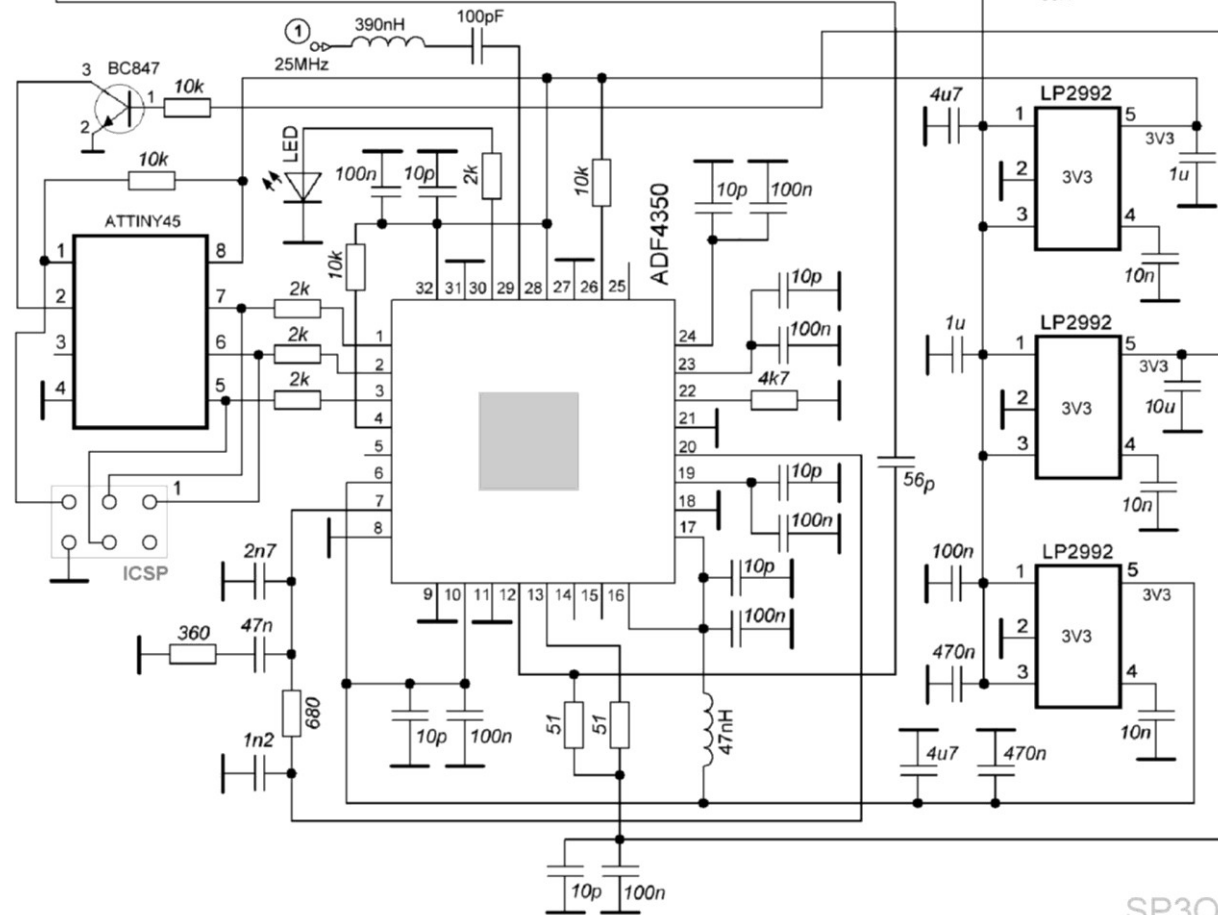 390nH
100pF
1
25MHz
3
BC847
10k
1
2
LED
10k
ATTINY45
100n
10p
2k
10k
10k
ADF4350
10p
100n
4u7
LP2992
1
5
3V3
3V3
2
3
4
1u
10n
1
8
2
7
3
6
4
5
2k
2k
2k
32
31
30
29
28
27
26
25
1
2
3
4
5
6
7
8
24
23
22
21
20
19
18
17
9
10
11
12
13
14
15
16
10p
100n
4k7
10p
100n
10p
100n
56p
1u
LP2992
1
5
3V3
3V3
2
3
4
10u
10n
1
ICSP
2n7
360
47n
680
1n2
10p
100n
51
51
47nH
100n
LP2992
1
5
3V3
3V3
2
470n
3
4
10n
4u7
470n
10p
100n
SP3O